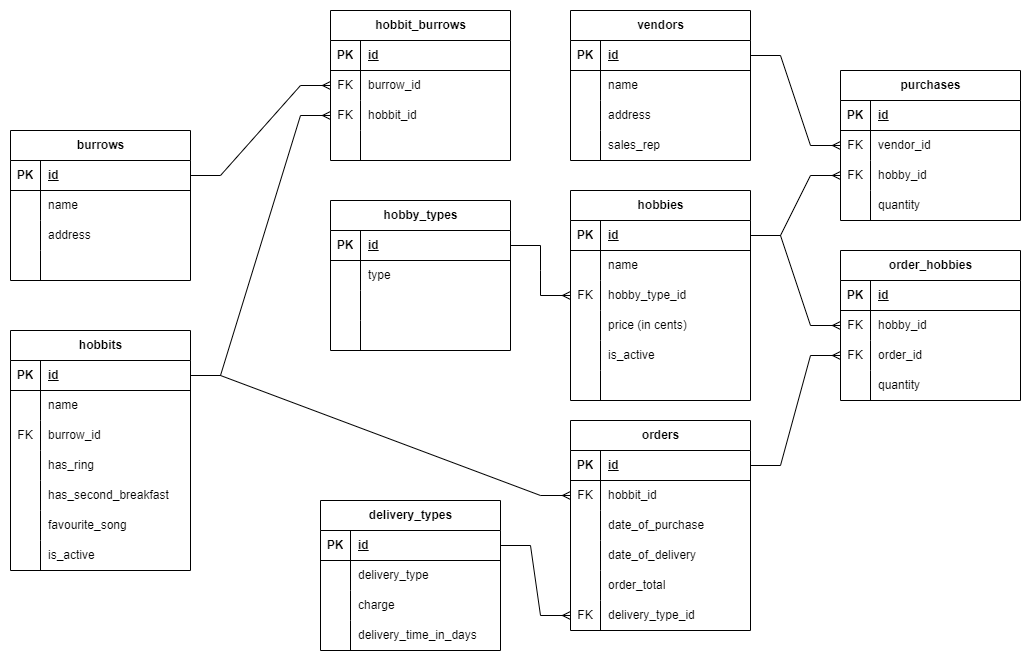 hobbit_burrows
PK id
FK burrow_id
FK hobbit_id
vendors
PK id
name
address
sales_rep
purchases
PK id
FK vendor_id
FK hobby_id
quantity
burrows
PK id
name
address
hobby_types
PK id
type
hobbies
PK id
name
FK hobby_type_id
price (in cents)
is_active
order_hobbies
PK id
FK hobby_id
FK order_id
quantity
hobbits
PK id
name
FK burrow_id
has_ring
has_second_breakfast
favourite_song
is_active
orders
PK id
FK hobbit_id
date_of_purchase
date_of_delivery
order_total
FK delivery_type_id
delivery_types
PK id
delivery_type
charge
delivery_time_in_days